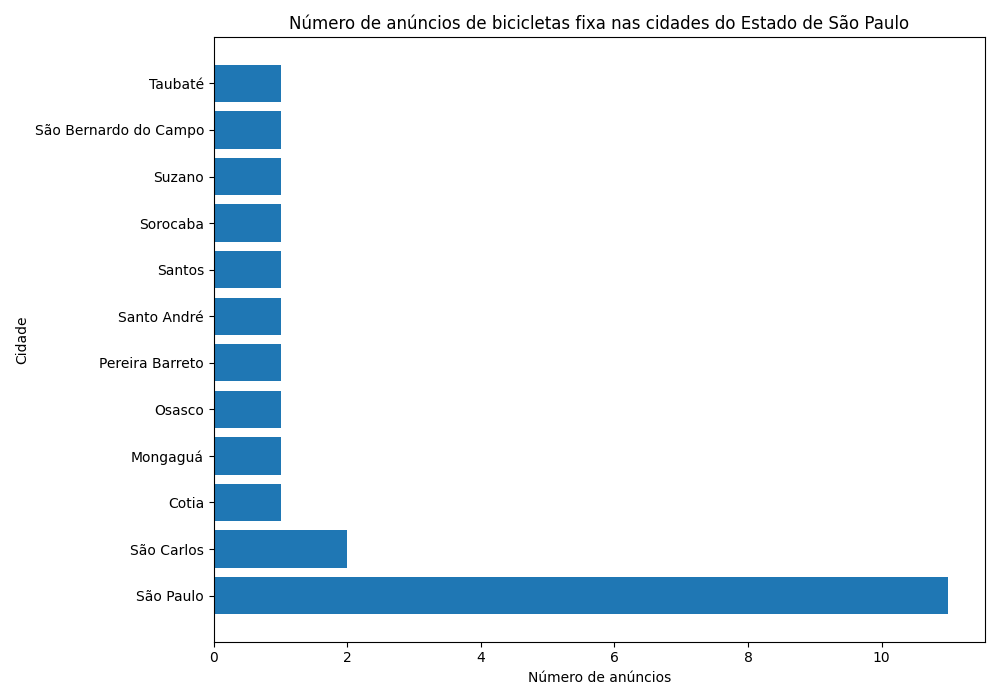 Número de anúncios de bicicletas fixa nas cidades do Estado de São Paulo
Cidade
Taubaté
São Bernardo do Campo
Suzano
Sorocaba
Santos
Santo André
Pereira Barreto
Osasco
Mongaguá
Cotia
São Carlos
São Paulo
0 2 4 6 8 10
Número de anúncios